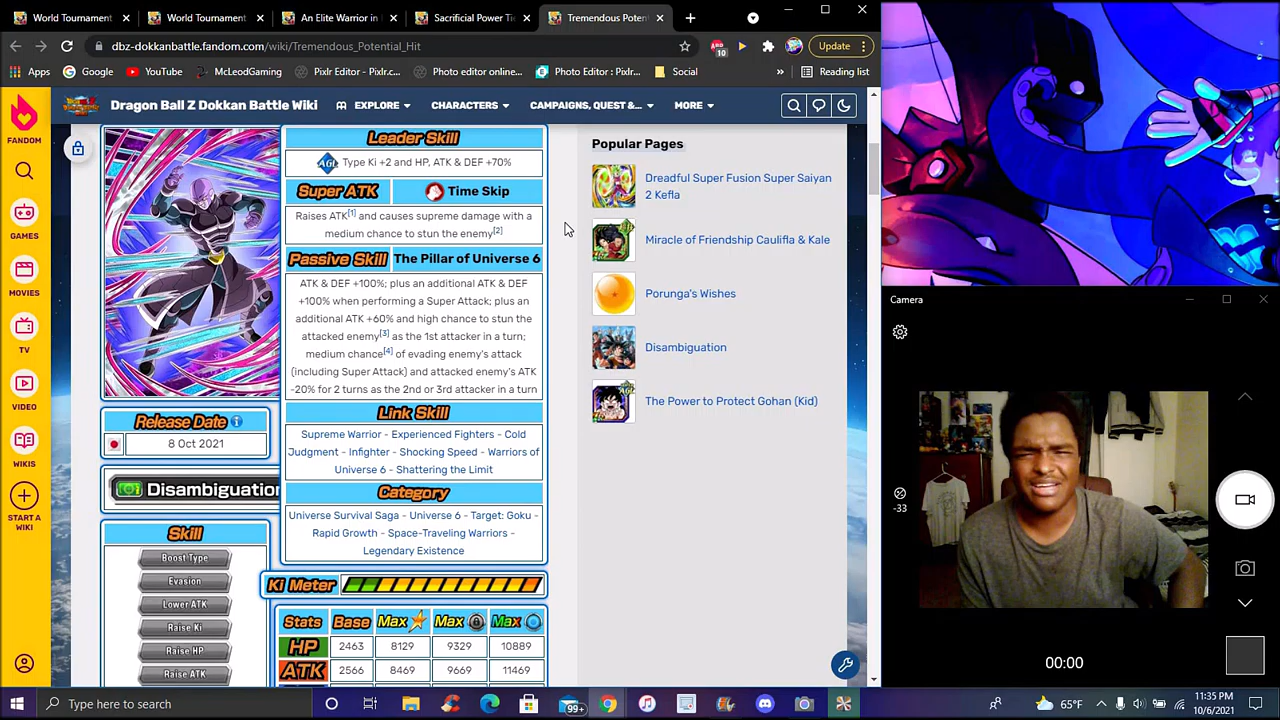 World Tournament
World Tournament
An Elite Warrior in
Sacrificial Power Tie
Tremendous Poten
dbz-dokkanbattle.fandom.com/wiki/Tremendous_Potential_Hit
10
Update
Apps
Google
YouTube
McLeodGaming
Pixlr Editor - Pixlr.c...
Photo editor online...
Photo Editor : Pixlr...
Social
»
Reading list
FANDOM
GAMES
MOVIES
TV
VIDEO
WIKIS
START A
WIKI
Dragon Ball Z Dokkan Battle Wiki
EXPLORE
CHARACTERS
CAMPAIGNS, QUEST &...
MORE
Leader Skill
AGL Type Ki +2 and HP, ATK & DEF +70%
Super ATK
Time Skip
Raises ATK[1] and causes supreme damage with a
medium chance to stun the enemy[2]
Passive Skill
The Pillar of Universe 6
ATK & DEF +100%; plus an additional ATK & DEF
+100% when performing a Super Attack; plus an
additional ATK +60% and high chance to stun the
attacked enemy[3] as the 1st attacker in a turn;
medium chance[4] of evading enemy's attack
(including Super Attack) and attacked enemy's ATK
-20% for 2 turns as the 2nd or 3rd attacker in a turn
Link Skill
Supreme Warrior - Experienced Fighters - Cold
Judgment - Infighter - Shocking Speed - Warriors of
Universe 6 - Shattering the Limit
Category
Universe Survival Saga - Universe 6 - Target: Goku -
Rapid Growth - Space-Traveling Warriors -
Legendary Existence
Ki Meter
Stats
Base
Max
Max
Max
HP
2463
8129
9329
10889
ATK
2566
8469
9669
11469
Release Date
8 Oct 2021
Disambiguation
Skill
Boost Type
Evasion
Lower ATK
Raise Ki
Raise HP
Raise ATK
Popular Pages
Dreadful Super Fusion Super Saiyan
2 Kefla
Miracle of Friendship Caulifla & Kale
Porunga's Wishes
Disambiguation
The Power to Protect Gohan (Kid)
Camera
-33
00:00
Type here to search
99+
65°F
11:35 PM
10/6/2021